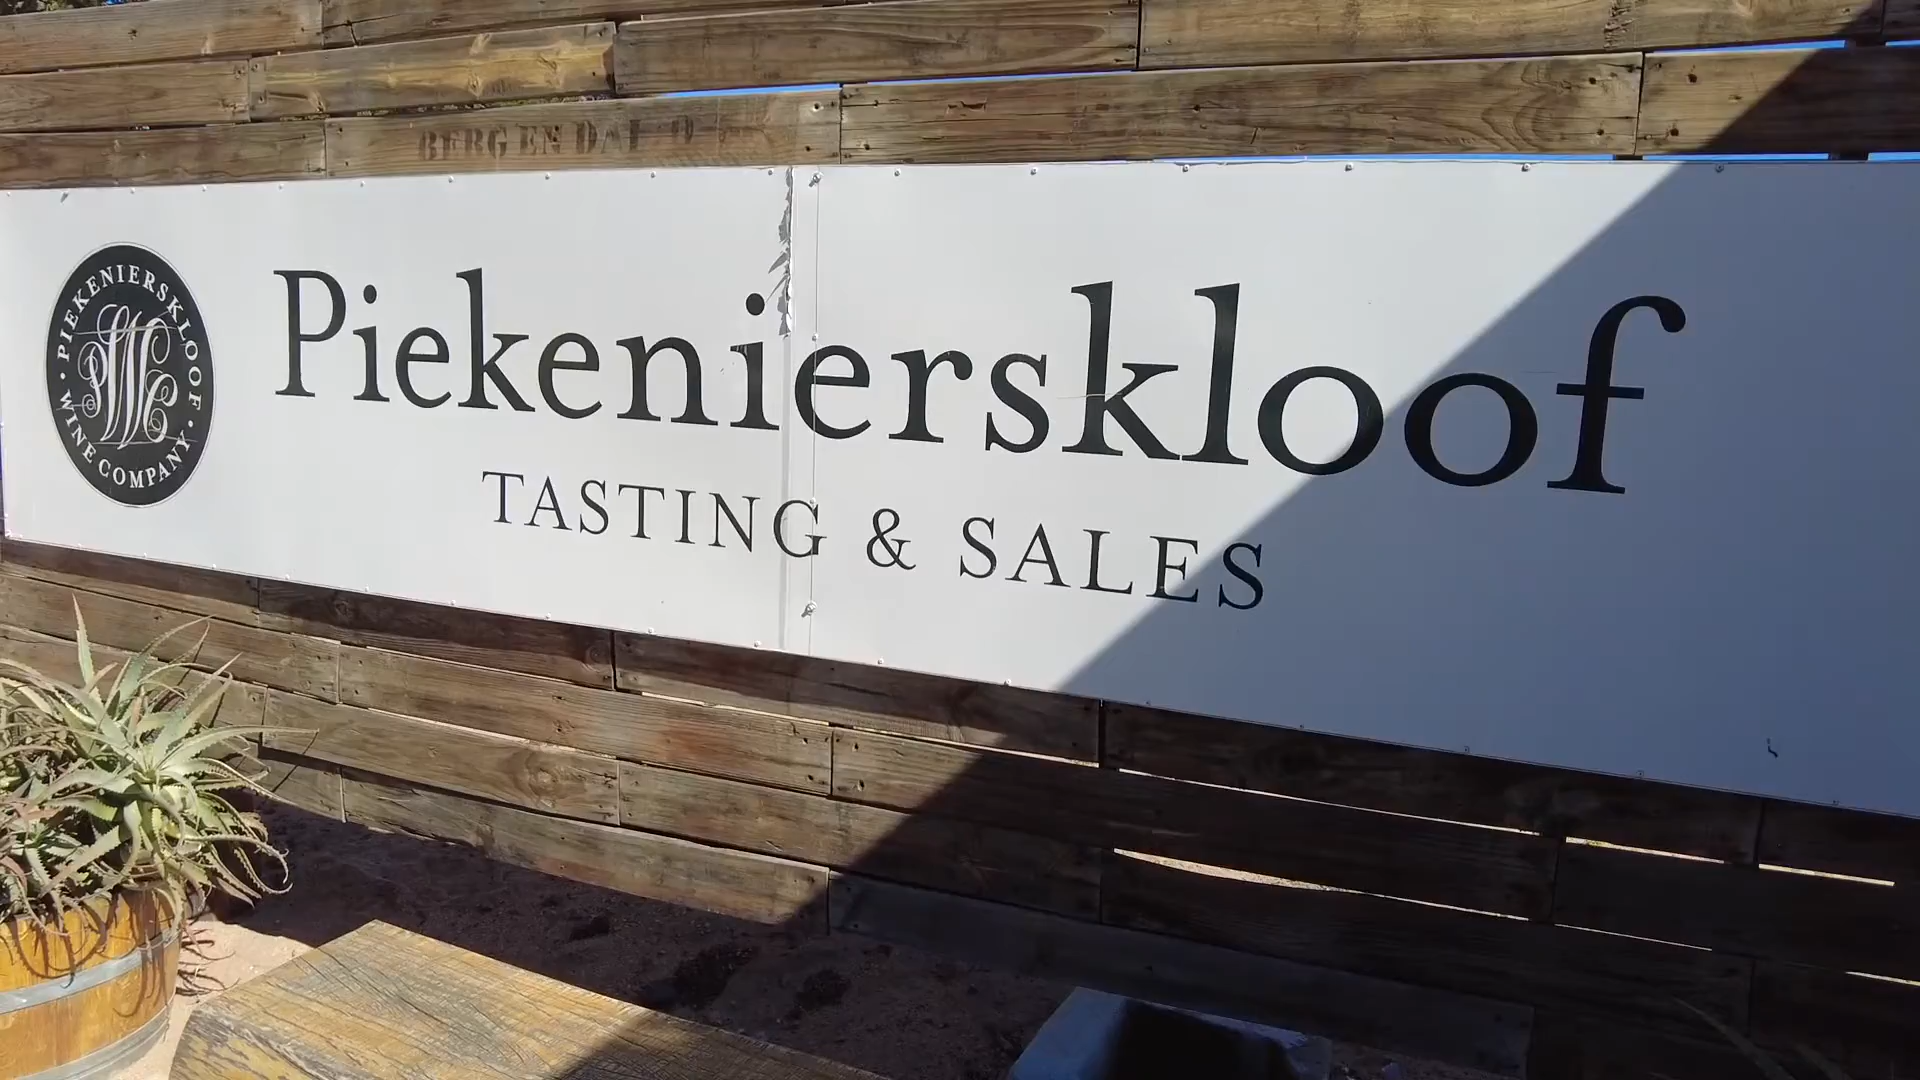 BERG EN DAL
PIEKENIERSKLOOF
WINE COMPANY
Piekenierskloof
TASTING & SALES